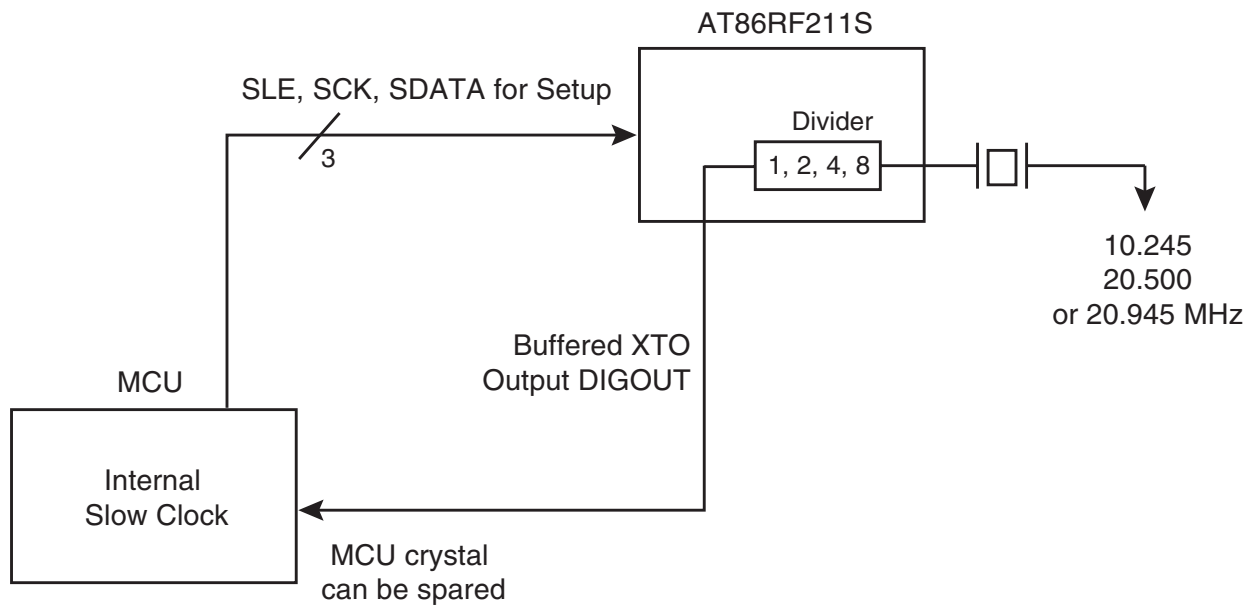 AT86RF211S
SLE, SCK, SDATA for Setup
3
Divider
1, 2, 4, 8
10.245
20.500
or 20.945 MHz
Buffered XTO
Output DIGOUT
MCU
Internal
Slow Clock
MCU crystal
can be spared